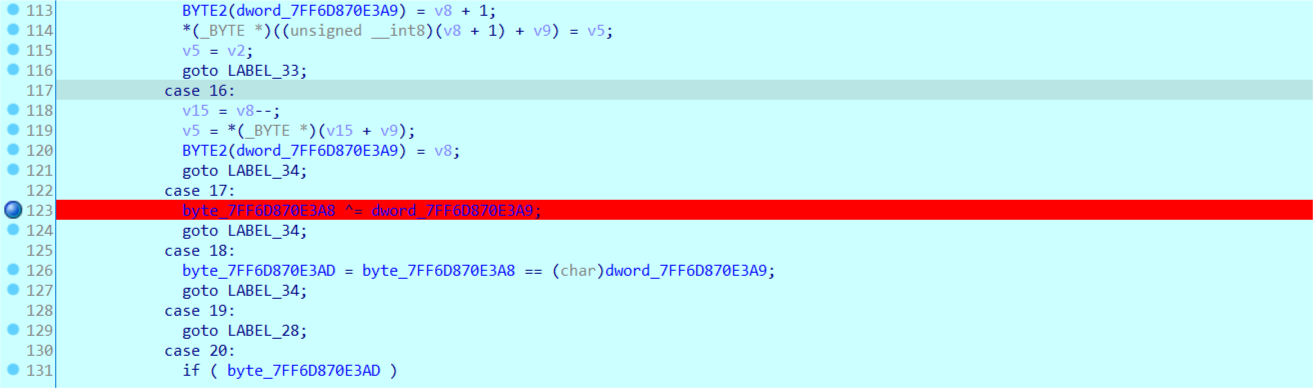 113 BYTE2(dword_7FF6D870E3A9) = v8 + 1;
114 *(_BYTE *)((unsigned __int8)(v8 + 1) + v9) = v5;
115 v5 = v2;
116 goto LABEL_33;
117 case 16:
118 v15 = v8--;
119 v5 = *(_BYTE *)(v15 + v9);
120 BYTE2(dword_7FF6D870E3A9) = v8;
121 goto LABEL_34;
122 case 17:
123 byte_7FF6D870E3A8 ^= dword_7FF6D870E3A9;
124 goto LABEL_34;
125 case 18:
126 byte_7FF6D870E3AD = byte_7FF6D870E3A8 == (char)dword_7FF6D870E3A9;
127 goto LABEL_34;
128 case 19:
129 goto LABEL_28;
130 case 20:
131 if ( byte_7FF6D870E3AD )